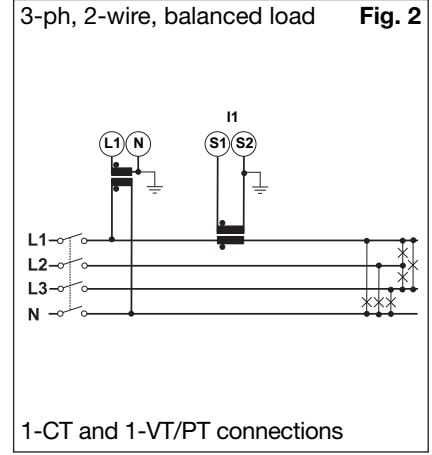 3-ph, 2-wire, balanced load Fig. 2
I1
L1 N S1 S2
L1
L2
L3
N
1-CT and 1-VT/PT connections